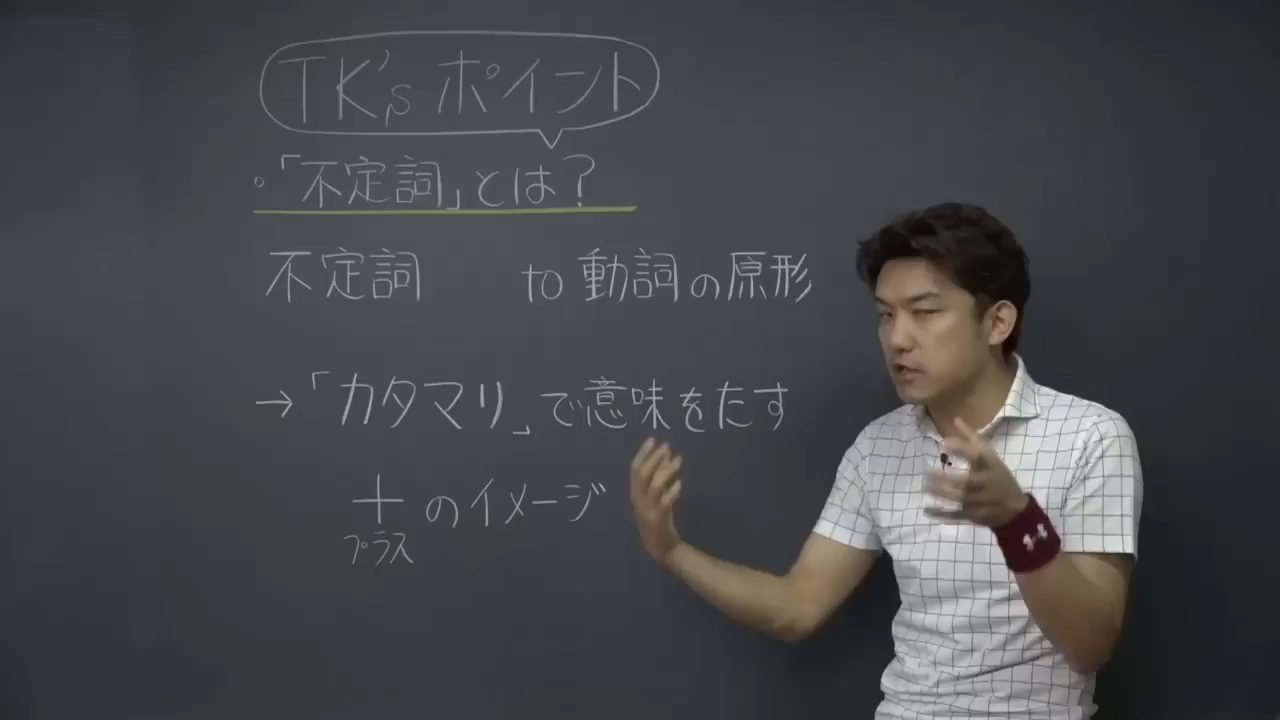 TK'sポイント
・「不定詞」とは?
不定詞 to 動詞の原形
→「カタマリ」で意味をたす
+のイメージ
プラス